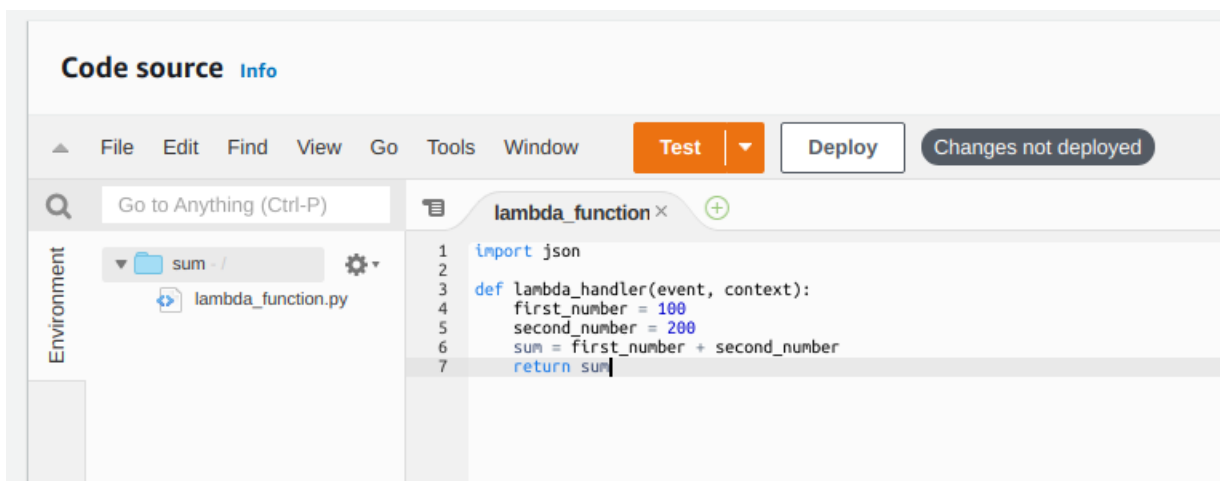 Code source Info
File Edit Find View Go Tools Window Test Deploy Changes not deployed
Go to Anything (Ctrl-P)
lambda_function
Environment
sum - /
lambda_function.py
1 import json
2
3 def lambda_handler(event, context):
4     first_number = 100
5     second_number = 200
6     sum = first_number + second_number
7     return sum